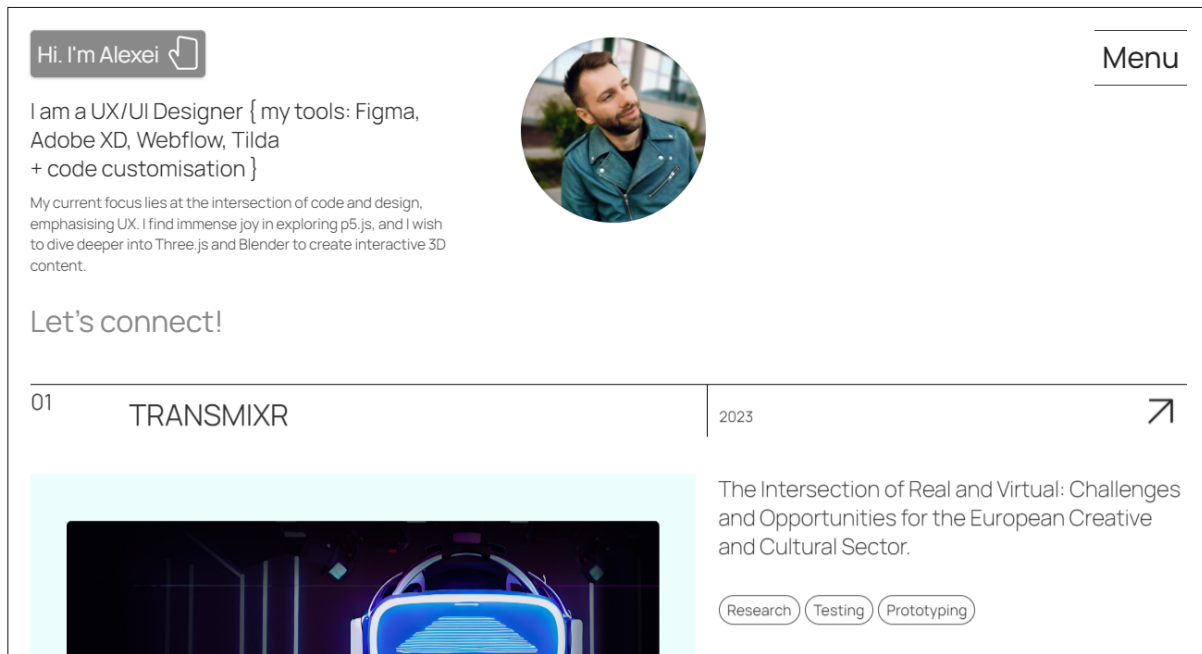 Hi. I'm Alexei
Menu
I am a UX/UI Designer { my tools: Figma,
Adobe XD, Webflow, Tilda
+ code customisation }
My current focus lies at the intersection of code and design,
emphasising UX. I find immense joy in exploring p5.js, and I wish
to dive deeper into Three.js and Blender to create interactive 3D
content.
Let’s connect!
01
TRANSMIXR
2023
The Intersection of Real and Virtual: Challenges
and Opportunities for the European Creative
and Cultural Sector.
Research Testing Prototyping